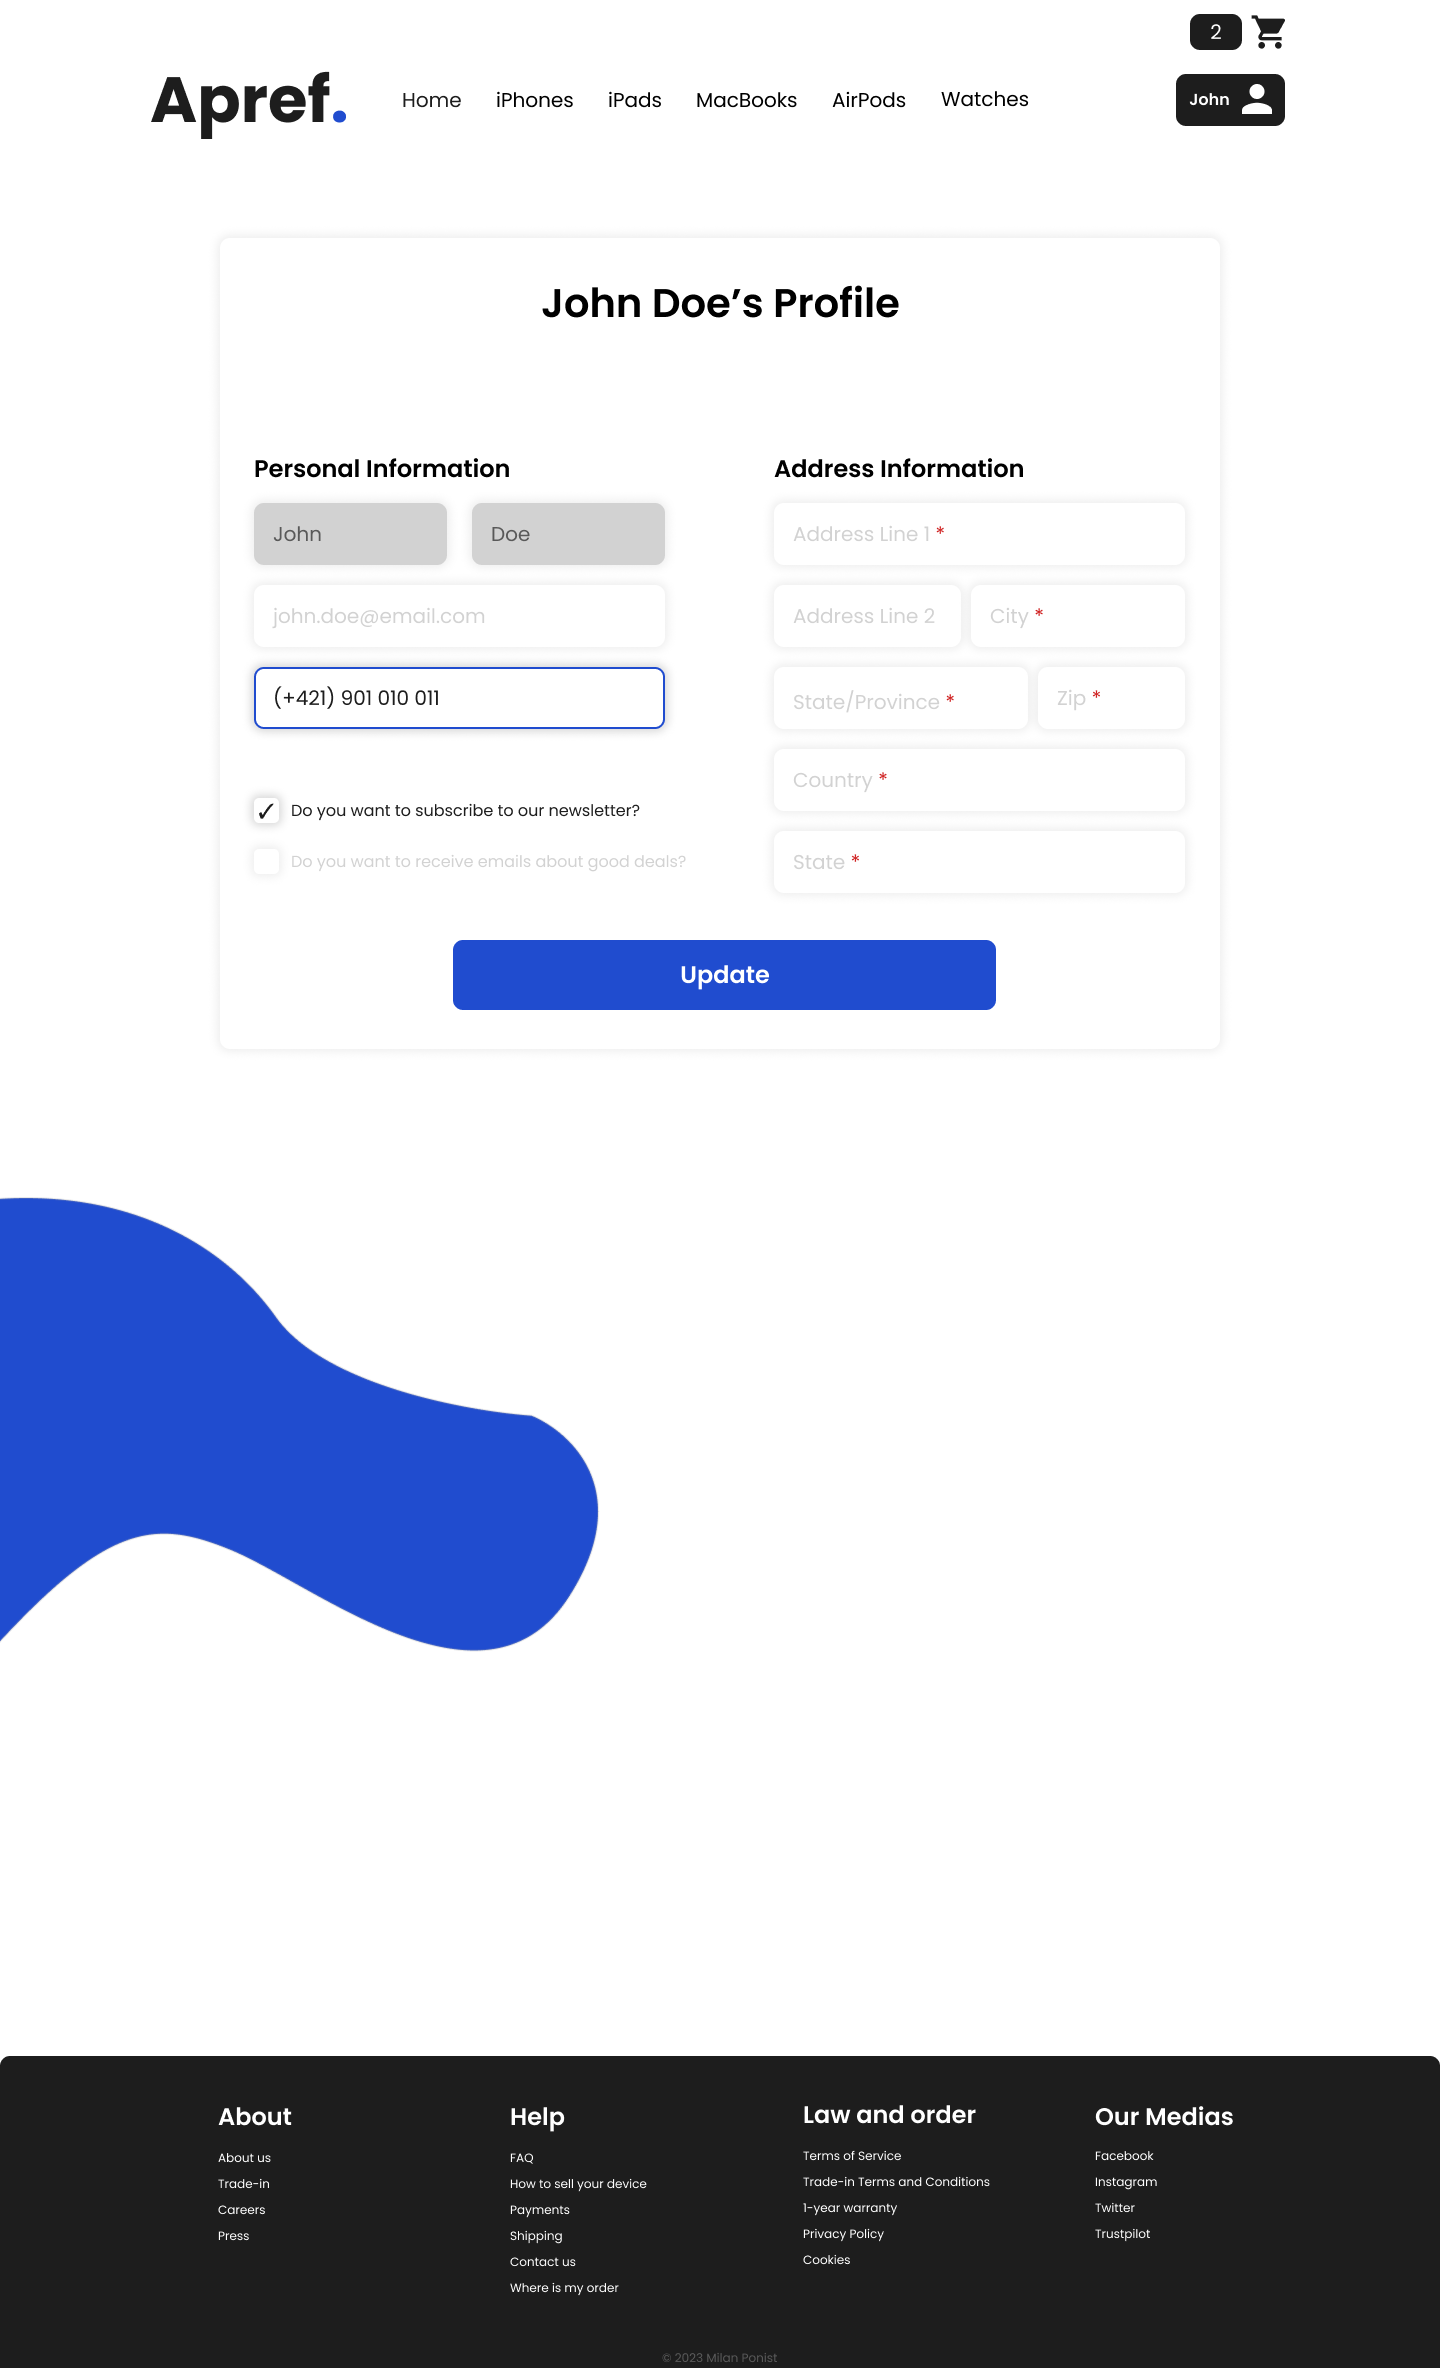 2
Apref.
Home iPhones iPads MacBooks AirPods Watches
John
John Doe’s Profile
Personal Information
John Doe
john.doe@email.com
(+421) 901 010 011
✓ Do you want to subscribe to our newsletter?
Do you want to receive emails about good deals?
Address Information
Address Line 1 *
Address Line 2 City *
State/Province * Zip *
Country *
State *
Update
About
About us
Trade-in
Careers
Press
Help
FAQ
How to sell your device
Payments
Shipping
Contact us
Where is my order
Law and order
Terms of Service
Trade-in Terms and Conditions
1-year warranty
Privacy Policy
Cookies
Our Medias
Facebook
Instagram
Twitter
Trustpilot
© 2023 Milan Ponist